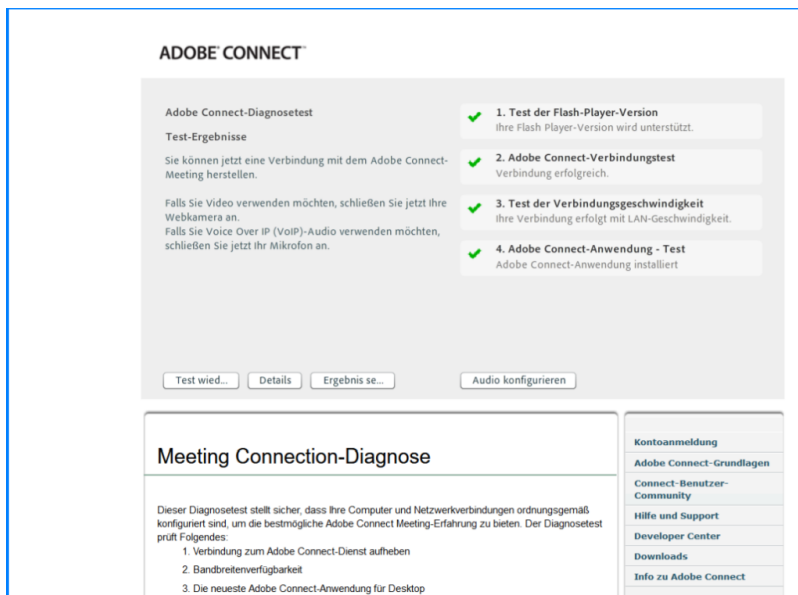 ADOBE® CONNECT™
Adobe Connect-Diagnosetest
Test-Ergebnisse
Sie können jetzt eine Verbindung mit dem Adobe Connect-
Meeting herstellen.
Falls Sie Video verwenden möchten, schließen Sie jetzt Ihre
Webkamera an.
Falls Sie Voice Over IP (VoIP)-Audio verwenden möchten,
schließen Sie jetzt Ihr Mikrofon an.
1. Test der Flash-Player-Version
Ihre Flash Player-Version wird unterstützt.
2. Adobe Connect-Verbindungstest
Verbindung erfolgreich.
3. Test der Verbindungsgeschwindigkeit
Ihre Verbindung erfolgt mit LAN-Geschwindigkeit.
4. Adobe Connect-Anwendung - Test
Adobe Connect-Anwendung installiert
Test wied...
Details
Ergebnis se...
Audio konfigurieren
Meeting Connection-Diagnose
Dieser Diagnosetest stellt sicher, dass Ihre Computer und Netzwerkverbindungen ordnungsgemäß
konfiguriert sind, um die bestmögliche Adobe Connect Meeting-Erfahrung zu bieten. Der Diagnosetest
prüft Folgendes:
1. Verbindung zum Adobe Connect-Dienst aufheben
2. Bandbreitenverfügbarkeit
3. Die neueste Adobe Connect-Anwendung für Desktop
Kontoanmeldung
Adobe Connect-Grundlagen
Connect-Benutzer-
Community
Hilfe und Support
Developer Center
Downloads
Info zu Adobe Connect